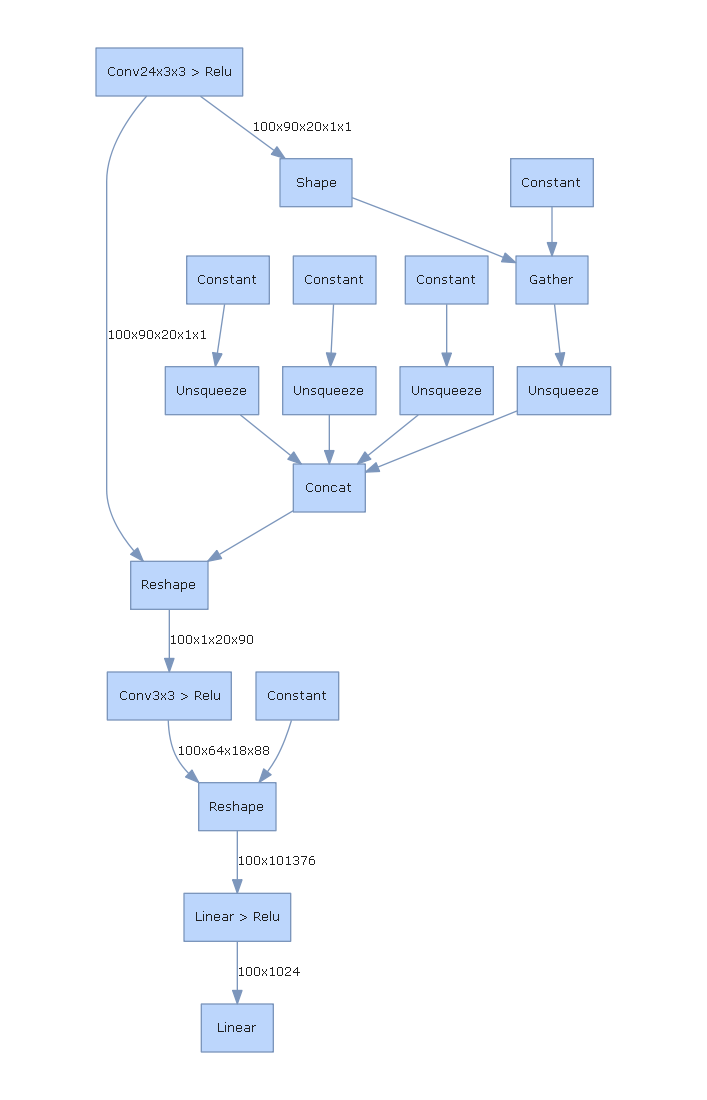 Conv24x3x3 > Relu
100x90x20x1x1
Shape
Constant
Constant
Constant
Constant
Gather
100x90x20x1x1
Unsqueeze
Unsqueeze
Unsqueeze
Unsqueeze
Concat
Reshape
100x1x20x90
Conv3x3 > Relu
Constant
100x64x18x88
Reshape
100x101376
Linear > Relu
100x1024
Linear